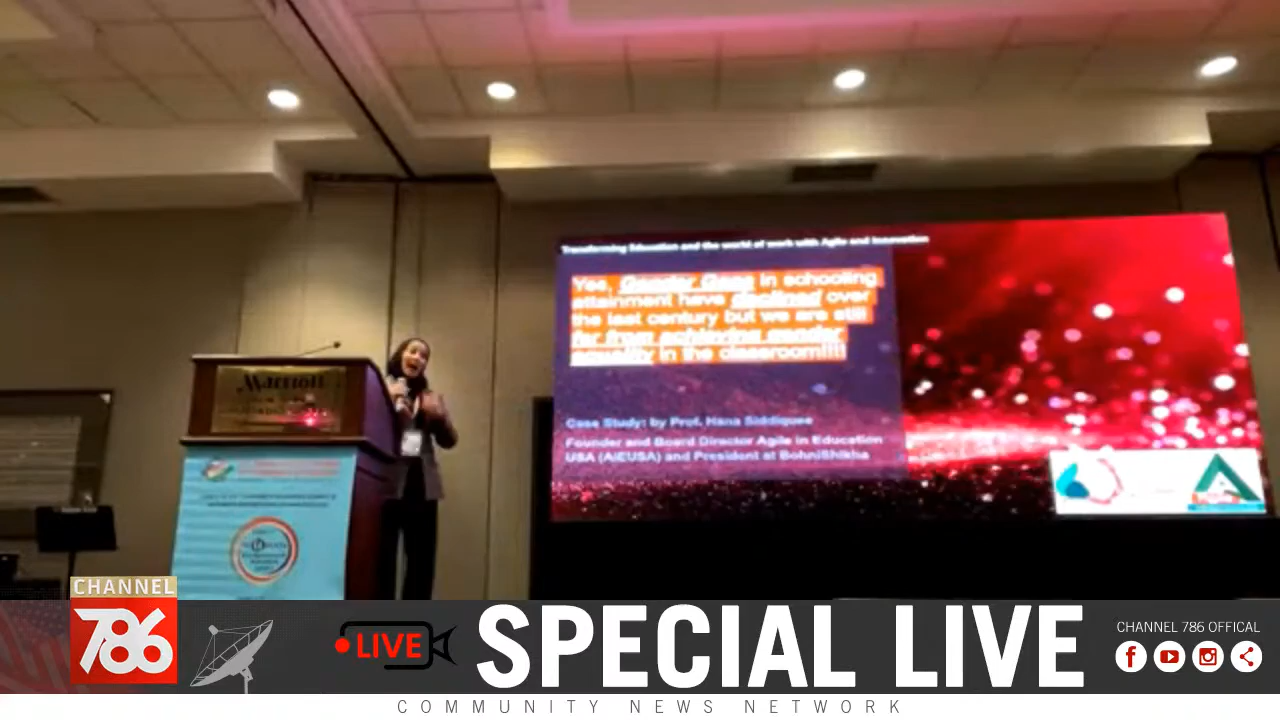 Transforming Education and the world of work with Agile and Innovation
Yes, Gender Gaps in schooling
attainment have declined over
the last century but we are still
far from achieving gender
equality in the classroom!!!!
Case Study: by Prof. Hana Siddiquee
Founder and Board Director Agile in Education
USA (AiEUSA) and President at BohniShikha
Marriott
CHANNEL
786
LIVE
SPECIAL LIVE
CHANNEL 786 OFFICAL
COMMUNITY NEWS NETWORK